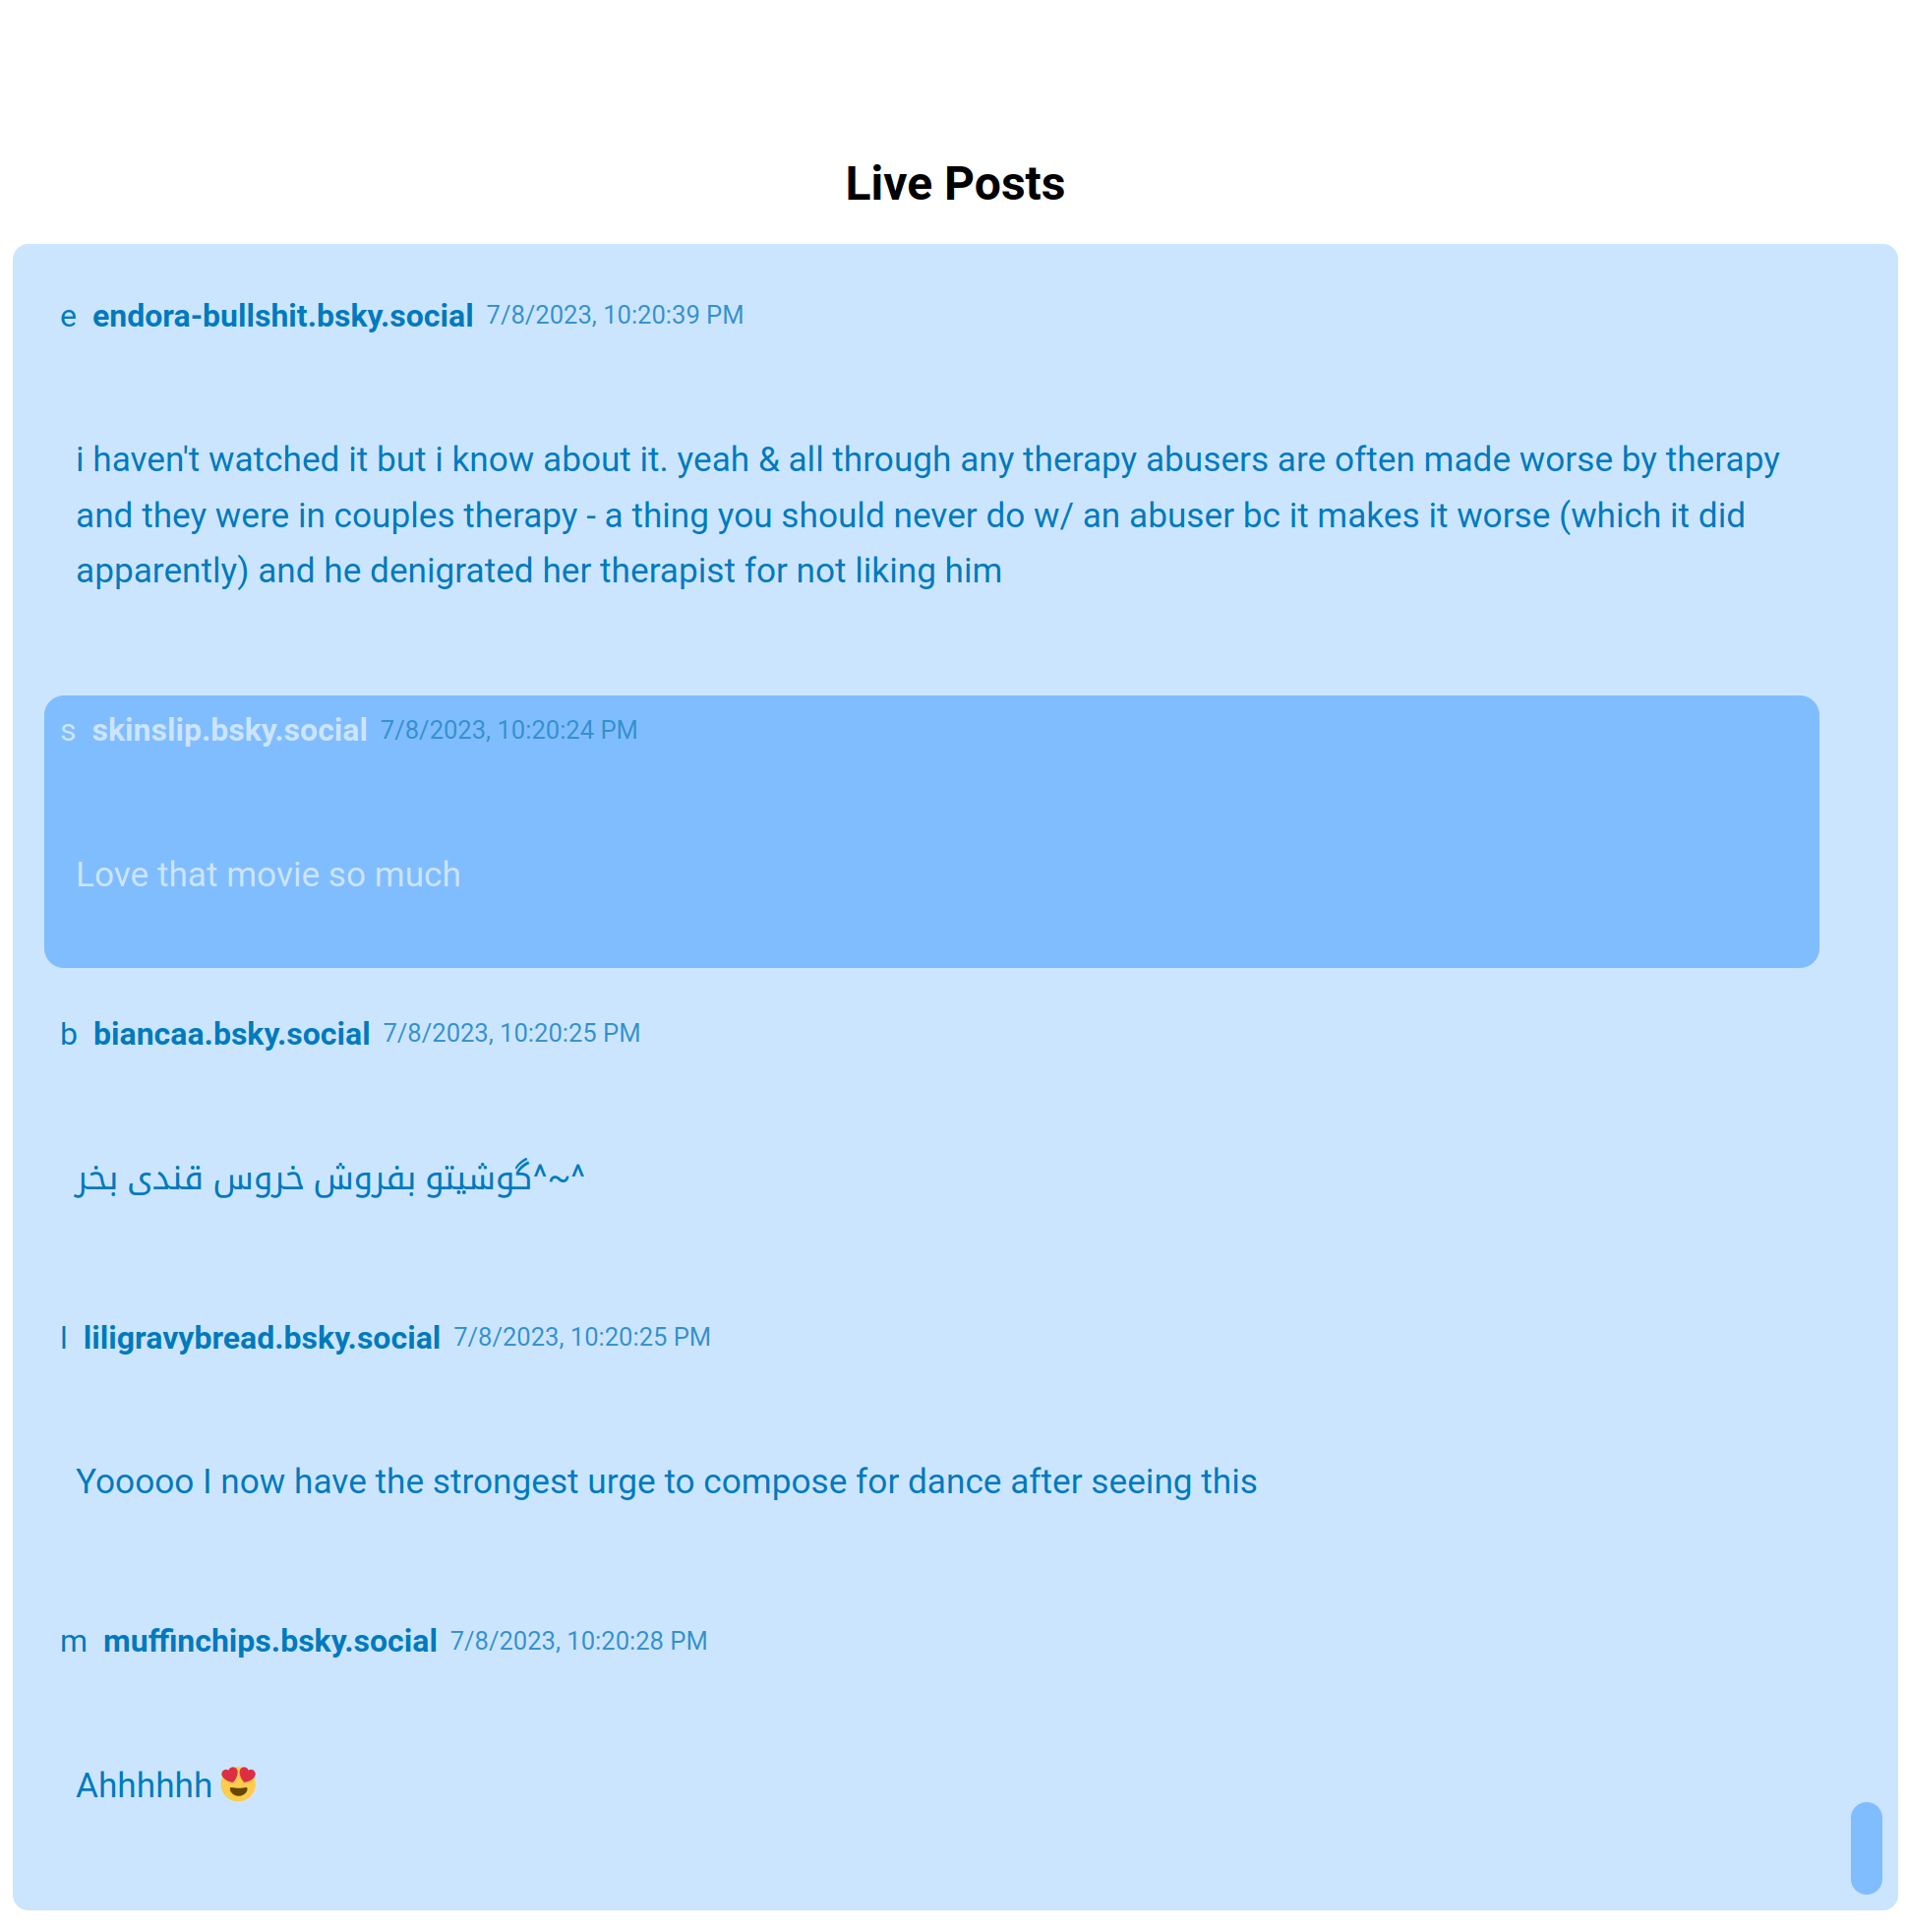 Live Posts
e endora-bullshit.bsky.social 7/8/2023, 10:20:39 PM
i haven't watched it but i know about it. yeah & all through any therapy abusers are often made worse by therapy
and they were in couples therapy - a thing you should never do w/ an abuser bc it makes it worse (which it did
apparently) and he denigrated her therapist for not liking him
s skinslip.bsky.social 7/8/2023, 10:20:24 PM
Love that movie so much
b biancaa.bsky.social 7/8/2023, 10:20:25 PM
گوشیتو بفروش خروس قندی بخر^~^
l liligravybread.bsky.social 7/8/2023, 10:20:25 PM
Yooooo I now have the strongest urge to compose for dance after seeing this
m muffinchips.bsky.social 7/8/2023, 10:20:28 PM
Ahhhhhh 😍